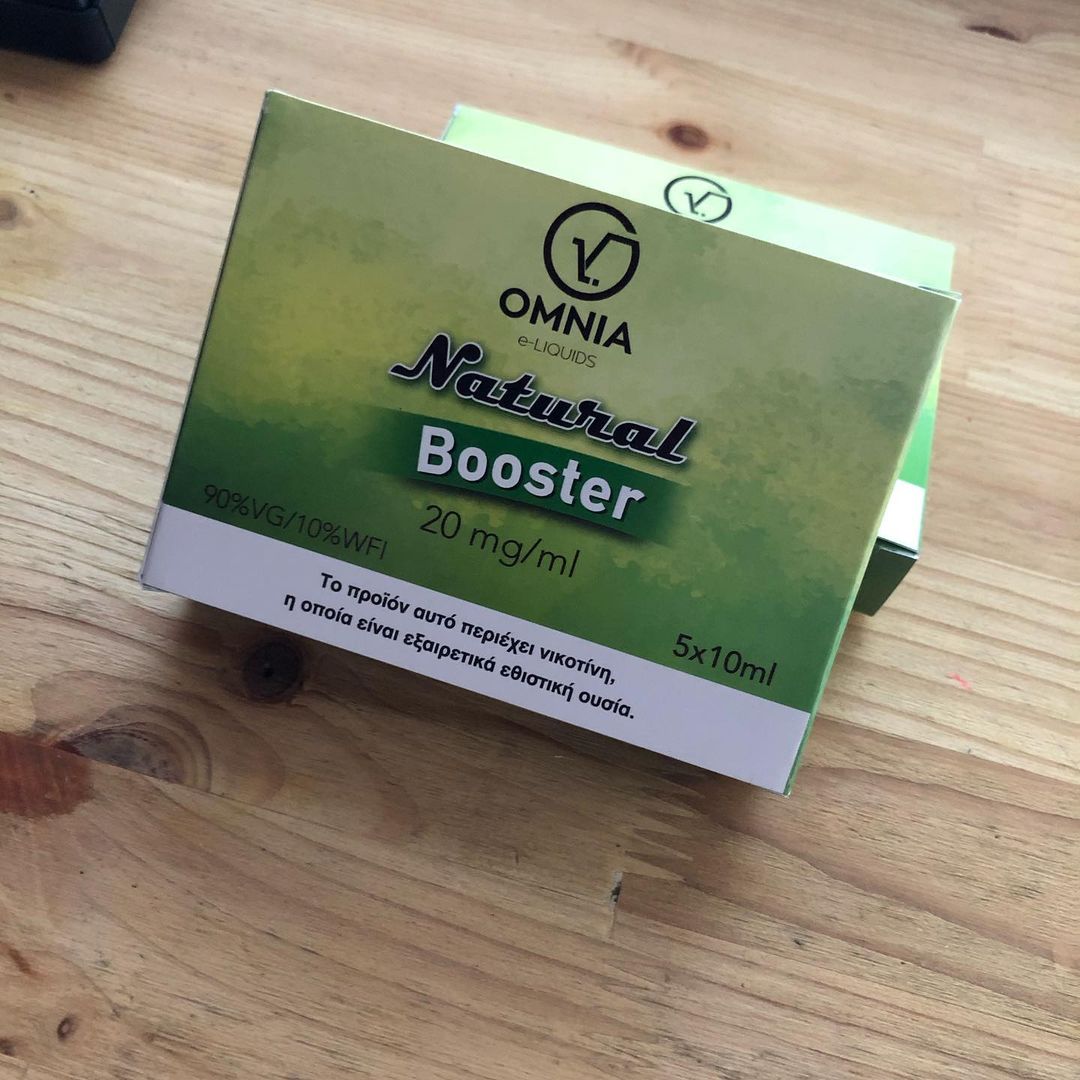 OMNIA
e-LIQUIDS
Natural
Booster
20 mg/ml
90%VG/10%WFI
5x10ml
Το προϊόν αυτό περιέχει νικοτίνη,
η οποία είναι εξαιρετικά εθιστική ουσία.